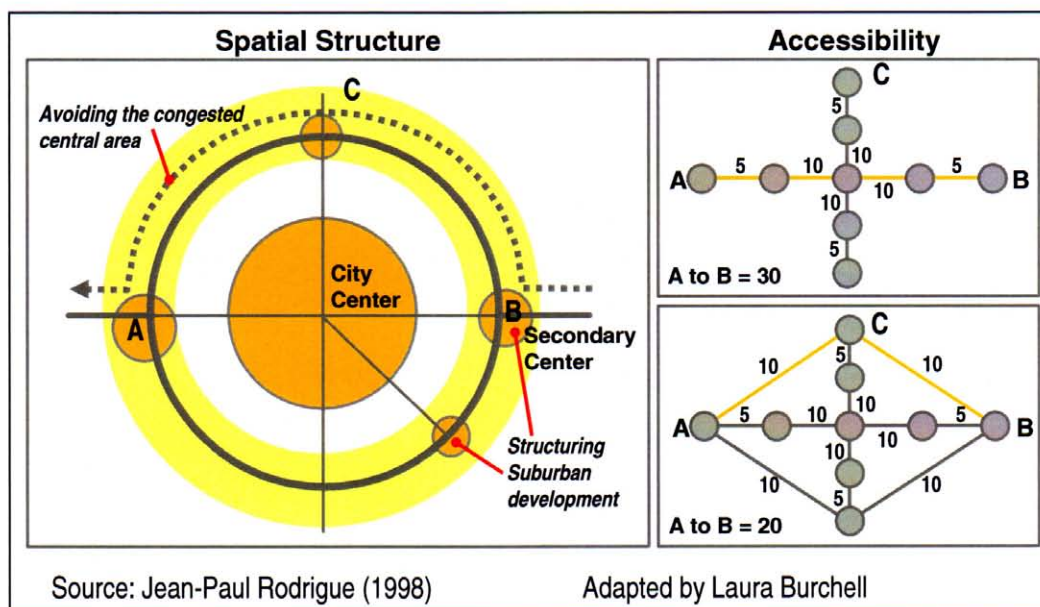 Spatial Structure
Accessibility
Avoiding the congested
central area
C
City
Center
A
B
Secondary
Center
Structuring
Suburban
development
C
5
10
A
5
10
10
5
B
10
5
A to B = 30
C
10
5
10
10
A
5
10
10
5
B
10
10
5
10
A to B = 20
Source: Jean-Paul Rodrigue (1998)
Adapted by Laura Burchell